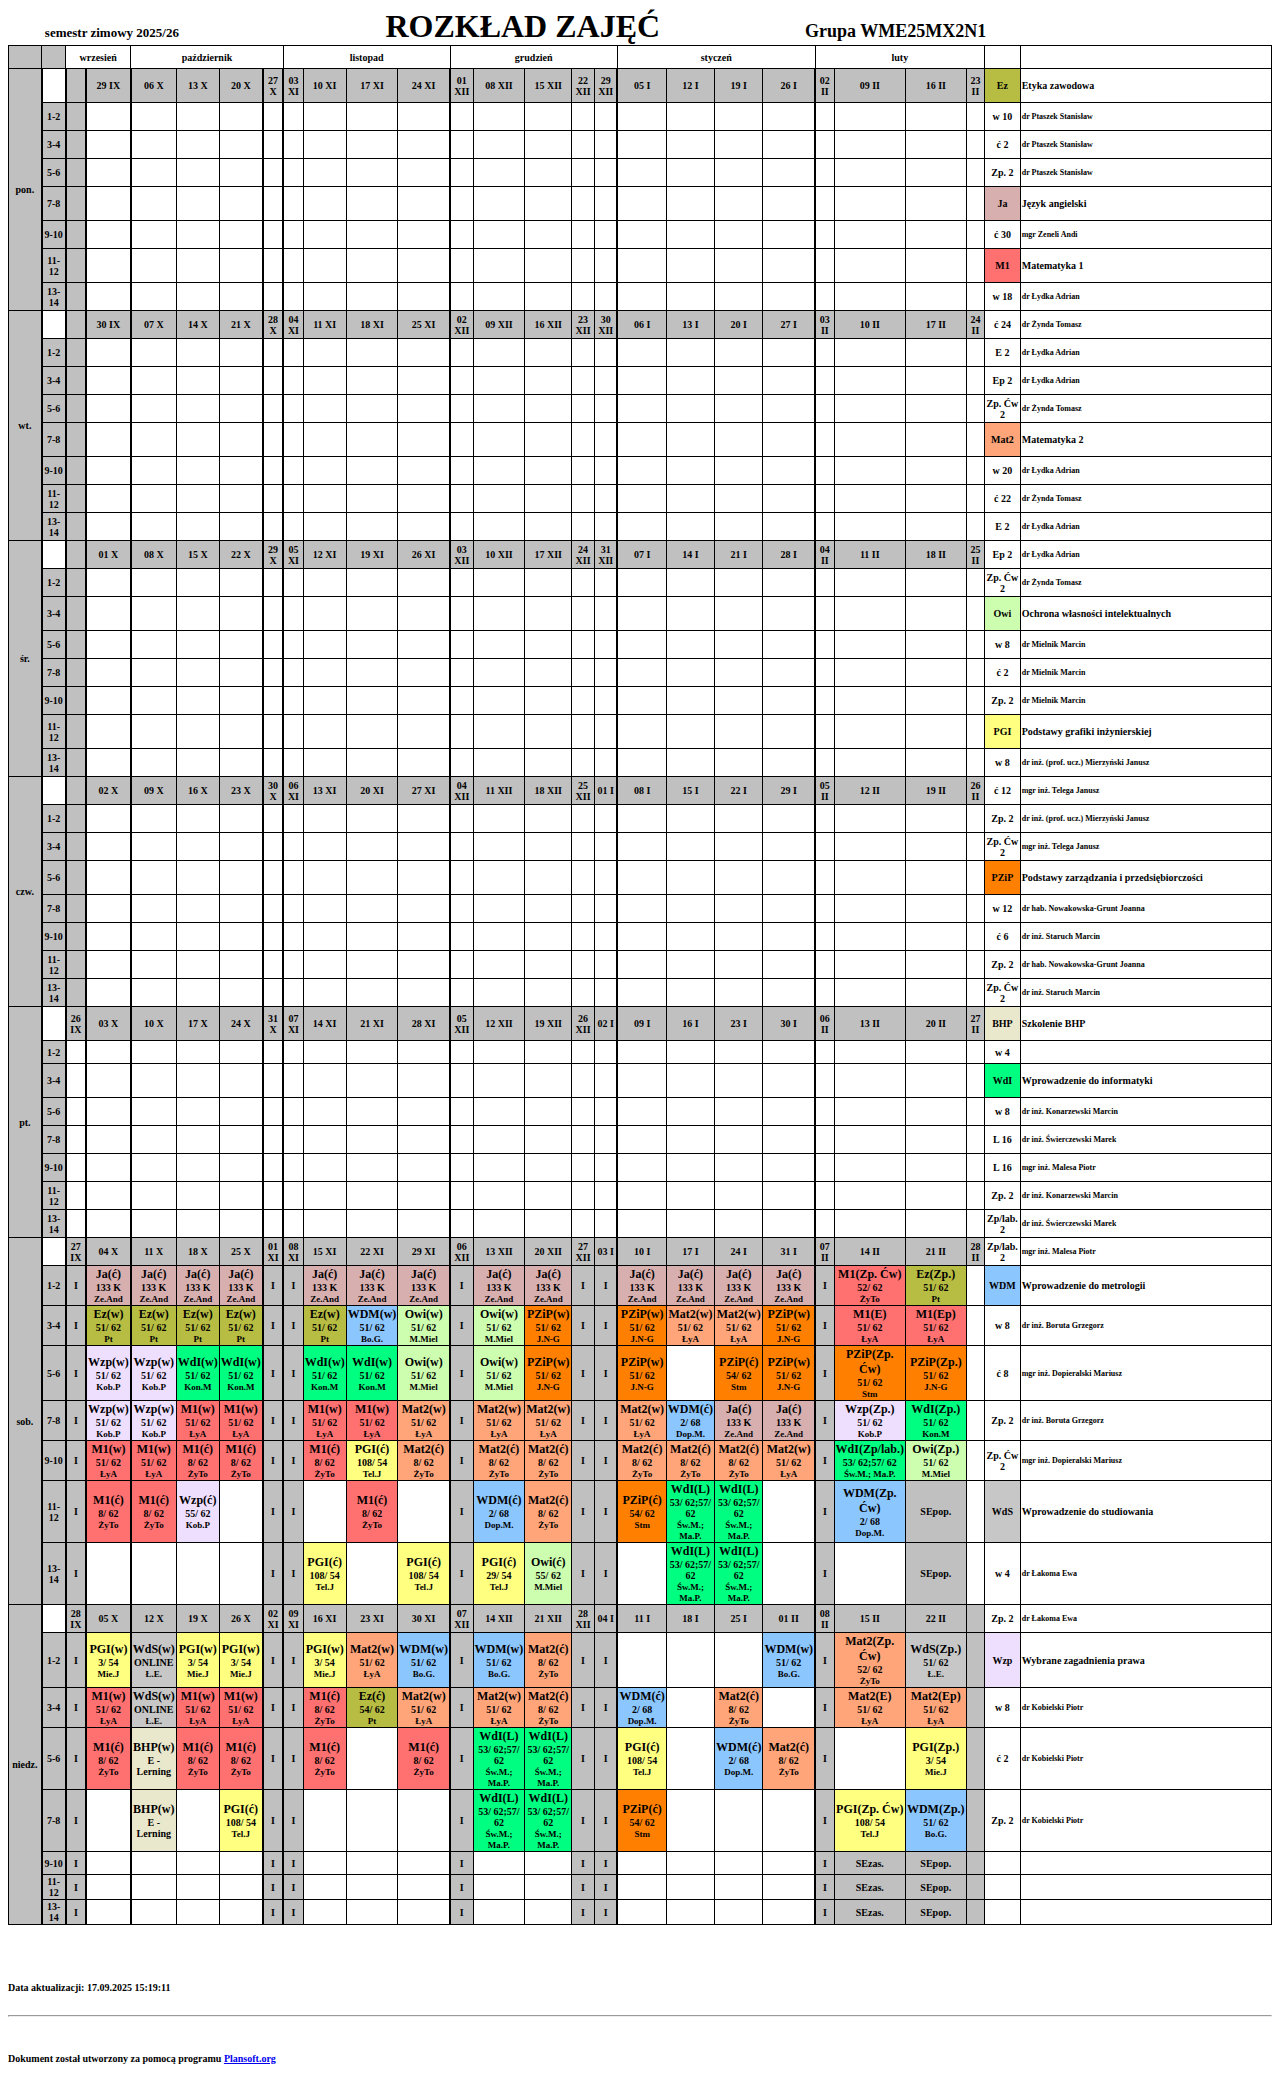 semestr zimowy 2025/26 ROZKŁAD ZAJĘĆ Grupa WME25MX2N1
wrzesień październik listopad grudzień styczeń luty
pon. 29 IX 06 X 13 X 20 X 27 X 03 XI 10 XI 17 XI 24 XI 01 XII 08 XII 15 XII 22 XII 29 XII 05 I 12 I 19 I 26 I 02 II 09 II 16 II 23 II Ez Etyka zawodowa
1-2 w 10 dr Ptaszek Stanisław
3-4 ć 2 dr Ptaszek Stanisław
5-6 Zp. 2 dr Ptaszek Stanisław
7-8 Ja Język angielski
9-10 ć 30 mgr Zeneli Andi
11-12 M1 Matematyka 1
13-14 w 18 dr Łydka Adrian
wt. 30 IX 07 X 14 X 21 X 28 X 04 XI 11 XI 18 XI 25 XI 02 XII 09 XII 16 XII 23 XII 30 XII 06 I 13 I 20 I 27 I 03 II 10 II 17 II 24 II ć 24 dr Żynda Tomasz
1-2 E 2 dr Łydka Adrian
3-4 Ep 2 dr Łydka Adrian
5-6 Zp. Ćw 2 dr Żynda Tomasz
7-8 Mat2 Matematyka 2
9-10 w 20 dr Łydka Adrian
11-12 ć 22 dr Żynda Tomasz
13-14 E 2 dr Łydka Adrian
śr. 01 X 08 X 15 X 22 X 29 X 05 XI 12 XI 19 XI 26 XI 03 XII 10 XII 17 XII 24 XII 31 XII 07 I 14 I 21 I 28 I 04 II 11 II 18 II 25 II Ep 2 dr Łydka Adrian
1-2 Zp. Ćw 2 dr Żynda Tomasz
3-4 Owi Ochrona własności intelektualnych
5-6 w 8 dr Mielnik Marcin
7-8 ć 2 dr Mielnik Marcin
9-10 Zp. 2 dr Mielnik Marcin
11-12 PGI Podstawy grafiki inżynierskiej
13-14 w 8 dr inż. (prof. ucz.) Mierzyński Janusz
czw. 02 X 09 X 16 X 23 X 30 X 06 XI 13 XI 20 XI 27 XI 04 XII 11 XII 18 XII 25 XII 01 I 08 I 15 I 22 I 29 I 05 II 12 II 19 II 26 II ć 12 mgr inż. Telega Janusz
1-2 Zp. 2 dr inż. (prof. ucz.) Mierzyński Janusz
3-4 Zp. Ćw 2 mgr inż. Telega Janusz
5-6 PZiP Podstawy zarządzania i przedsiębiorczości
7-8 w 12 dr hab. Nowakowska-Grunt Joanna
9-10 ć 6 dr inż. Staruch Marcin
11-12 Zp. 2 dr hab. Nowakowska-Grunt Joanna
13-14 Zp. Ćw 2 dr inż. Staruch Marcin
pt. 26 IX 03 X 10 X 17 X 24 X 31 X 07 XI 14 XI 21 XI 28 XI 05 XII 12 XII 19 XII 26 XII 02 I 09 I 16 I 23 I 30 I 06 II 13 II 20 II 27 II BHP Szkolenie BHP
1-2 w 4
3-4 WdI Wprowadzenie do informatyki
5-6 w 8 dr inż. Konarzewski Marcin
7-8 L 16 dr inż. Świerczewski Marek
9-10 L 16 mgr inż. Malesa Piotr
11-12 Zp. 2 dr inż. Konarzewski Marcin
13-14 Zp/lab. 2 dr inż. Świerczewski Marek
sob. 27 IX 04 X 11 X 18 X 25 X 01 XI 08 XI 15 XI 22 XI 29 XI 06 XII 13 XII 20 XII 27 XII 03 I 10 I 17 I 24 I 31 I 07 II 14 II 21 II 28 II Zp/lab. 2 mgr inż. Malesa Piotr
1-2 I Ja(ć) 133 K Ze.And Ja(ć) 133 K Ze.And Ja(ć) 133 K Ze.And Ja(ć) 133 K Ze.And I I Ja(ć) 133 K Ze.And Ja(ć) 133 K Ze.And Ja(ć) 133 K Ze.And I Ja(ć) 133 K Ze.And Ja(ć) 133 K Ze.And I I Ja(ć) 133 K Ze.And Ja(ć) 133 K Ze.And Ja(ć) 133 K Ze.And Ja(ć) 133 K Ze.And I M1(Zp. Ćw) 52/ 62 ŻyTo Ez(Zp.) 51/ 62 Pt WDM Wprowadzenie do metrologii
3-4 I Ez(w) 51/ 62 Pt Ez(w) 51/ 62 Pt Ez(w) 51/ 62 Pt Ez(w) 51/ 62 Pt I I Ez(w) 51/ 62 Pt WDM(w) 51/ 62 Bo.G. Owi(w) 51/ 62 M.Miel I Owi(w) 51/ 62 M.Miel PZiP(w) 51/ 62 J.N-G I I PZiP(w) 51/ 62 J.N-G Mat2(w) 51/ 62 ŁyA Mat2(w) 51/ 62 ŁyA PZiP(w) 51/ 62 J.N-G I M1(E) 51/ 62 ŁyA M1(Ep) 51/ 62 ŁyA w 8 dr inż. Boruta Grzegorz
5-6 I Wzp(w) 51/ 62 Kob.P Wzp(w) 51/ 62 Kob.P WdI(w) 51/ 62 Kon.M WdI(w) 51/ 62 Kon.M I I WdI(w) 51/ 62 Kon.M WdI(w) 51/ 62 Kon.M Owi(w) 51/ 62 M.Miel I Owi(w) 51/ 62 M.Miel PZiP(w) 51/ 62 J.N-G I I PZiP(w) 51/ 62 J.N-G PZiP(ć) 54/ 62 Stm PZiP(w) 51/ 62 J.N-G I PZiP(Zp. Ćw) 51/ 62 Stm PZiP(Zp.) 51/ 62 J.N-G ć 8 mgr inż. Dopieralski Mariusz
7-8 I Wzp(w) 51/ 62 Kob.P Wzp(w) 51/ 62 Kob.P M1(w) 51/ 62 ŁyA M1(w) 51/ 62 ŁyA I I M1(w) 51/ 62 ŁyA M1(w) 51/ 62 ŁyA Mat2(w) 51/ 62 ŁyA I Mat2(w) 51/ 62 ŁyA Mat2(w) 51/ 62 ŁyA I I Mat2(w) 51/ 62 ŁyA WDM(ć) 2/ 68 Dop.M. Ja(ć) 133 K Ze.And Ja(ć) 133 K Ze.And I Wzp(Zp.) 51/ 62 Kob.P WdI(Zp.) 51/ 62 Kon.M Zp. 2 dr inż. Boruta Grzegorz
9-10 I M1(w) 51/ 62 ŁyA M1(w) 51/ 62 ŁyA M1(ć) 8/ 62 ŻyTo M1(ć) 8/ 62 ŻyTo I I M1(ć) 8/ 62 ŻyTo PGI(ć) 108/ 54 Tel.J Mat2(ć) 8/ 62 ŻyTo I Mat2(ć) 8/ 62 ŻyTo Mat2(ć) 8/ 62 ŻyTo I I Mat2(ć) 8/ 62 ŻyTo Mat2(ć) 8/ 62 ŻyTo Mat2(ć) 8/ 62 ŻyTo Mat2(w) 51/ 62 ŁyA I WdI(Zp/lab.) 53/ 62;57/ 62 Św.M.; Ma.P. Owi(Zp.) 51/ 62 M.Miel Zp. Ćw 2 mgr inż. Dopieralski Mariusz
11-12 I M1(ć) 8/ 62 ŻyTo M1(ć) 8/ 62 ŻyTo Wzp(ć) 55/ 62 Kob.P I I M1(ć) 8/ 62 ŻyTo I WDM(ć) 2/ 68 Dop.M. Mat2(ć) 8/ 62 ŻyTo I I PZiP(ć) 54/ 62 Stm WdI(L) 53/ 62;57/ 62 Św.M.; Ma.P. WdI(L) 53/ 62;57/ 62 Św.M.; Ma.P. I WDM(Zp. Ćw) 2/ 68 Dop.M. SEpop. WdS Wprowadzenie do studiowania
13-14 I I I PGI(ć) 108/ 54 Tel.J PGI(ć) 108/ 54 Tel.J I PGI(ć) 29/ 54 Tel.J Owi(ć) 55/ 62 M.Miel I I WdI(L) 53/ 62;57/ 62 Św.M.; Ma.P. WdI(L) 53/ 62;57/ 62 Św.M.; Ma.P. I SEpop. w 4 dr Łakoma Ewa
niedz. 28 IX 05 X 12 X 19 X 26 X 02 XI 09 XI 16 XI 23 XI 30 XI 07 XII 14 XII 21 XII 28 XII 04 I 11 I 18 I 25 I 01 II 08 II 15 II 22 II Zp. 2 dr Łakoma Ewa
1-2 I PGI(w) 3/ 54 Mie.J WdS(w) ONLINE Ł.E. PGI(w) 3/ 54 Mie.J PGI(w) 3/ 54 Mie.J I I PGI(w) 3/ 54 Mie.J Mat2(w) 51/ 62 ŁyA WDM(w) 51/ 62 Bo.G. I WDM(w) 51/ 62 Bo.G. Mat2(ć) 8/ 62 ŻyTo I I WDM(w) 51/ 62 Bo.G. I Mat2(Zp. Ćw) 52/ 62 ŻyTo WdS(Zp.) 51/ 62 Ł.E. Wzp Wybrane zagadnienia prawa
3-4 I M1(w) 51/ 62 ŁyA WdS(w) ONLINE Ł.E. M1(w) 51/ 62 ŁyA M1(w) 51/ 62 ŁyA I I M1(ć) 8/ 62 ŻyTo Ez(ć) 54/ 62 Pt Mat2(w) 51/ 62 ŁyA I Mat2(w) 51/ 62 ŁyA Mat2(ć) 8/ 62 ŻyTo I I WDM(ć) 2/ 68 Dop.M. Mat2(ć) 8/ 62 ŻyTo I Mat2(E) 51/ 62 ŁyA Mat2(Ep) 51/ 62 ŁyA w 8 dr Kobielski Piotr
5-6 I M1(ć) 8/ 62 ŻyTo BHP(w) E - Lerning M1(ć) 8/ 62 ŻyTo M1(ć) 8/ 62 ŻyTo I I M1(ć) 8/ 62 ŻyTo M1(ć) 8/ 62 ŻyTo I WdI(L) 53/ 62;57/ 62 Św.M.; Ma.P. WdI(L) 53/ 62;57/ 62 Św.M.; Ma.P. I I PGI(ć) 108/ 54 Tel.J WDM(ć) 2/ 68 Dop.M. Mat2(ć) 8/ 62 ŻyTo I PGI(Zp.) 3/ 54 Mie.J ć 2 dr Kobielski Piotr
7-8 I BHP(w) E - Lerning PGI(ć) 108/ 54 Tel.J I I I WdI(L) 53/ 62;57/ 62 Św.M.; Ma.P. WdI(L) 53/ 62;57/ 62 Św.M.; Ma.P. I I PZiP(ć) 54/ 62 Stm I PGI(Zp. Ćw) 108/ 54 Tel.J WDM(Zp.) 51/ 62 Bo.G. Zp. 2 dr Kobielski Piotr
9-10 I I I I I I I SEzas. SEpop.
11-12 I I I I I I I SEzas. SEpop.
13-14 I I I I I I I SEzas. SEpop.
Data aktualizacji: 17.09.2025 15:19:11
Dokument został utworzony za pomocą programu Plansoft.org